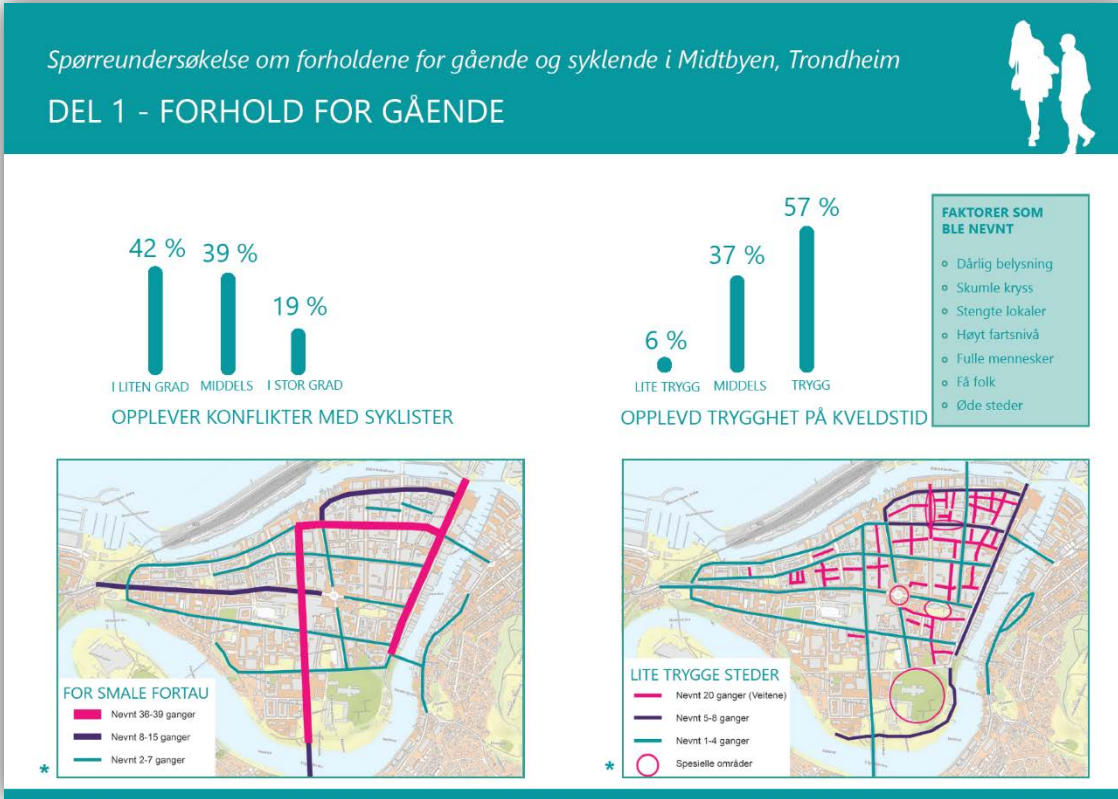 Spørreundersøkelse om forholdene for gående og syklende i Midtbyen, Trondheim
DEL 1 - FORHOLD FOR GÅENDE
42 %
39 %
19 %
I LITEN GRAD
MIDDELS
I STOR GRAD
OPPLEVER KONFLIKTER MED SYKLISTER
6 %
37 %
57 %
LITE TRYGG
MIDDELS
TRYGG
OPPLEVD TRYGGHET PÅ KVELDSTID
FAKTORER SOM
BLE NEVNT
Dårlig belysning
Skumle kryss
Stengte lokaler
Høyt fartsnivå
Fulle mennesker
Få folk
Øde steder
FOR SMALE FORTAU
Nevnt 36-39 ganger
Nevnt 8-15 ganger
Nevnt 2-7 ganger
*
LITE TRYGGE STEDER
Nevnt 20 ganger (Veitene)
Nevnt 5-8 ganger
Nevnt 1-4 ganger
Spesielle områder
*